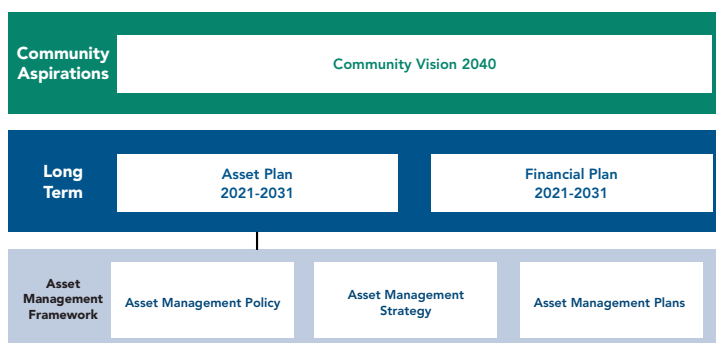 Community
Aspirations
Community Vision 2040
Long
Term
Asset Plan
2021-2031
Financial Plan
2021-2031
Asset
Management
Framework
Asset Management Policy
Asset Management
Strategy
Asset Management Plans